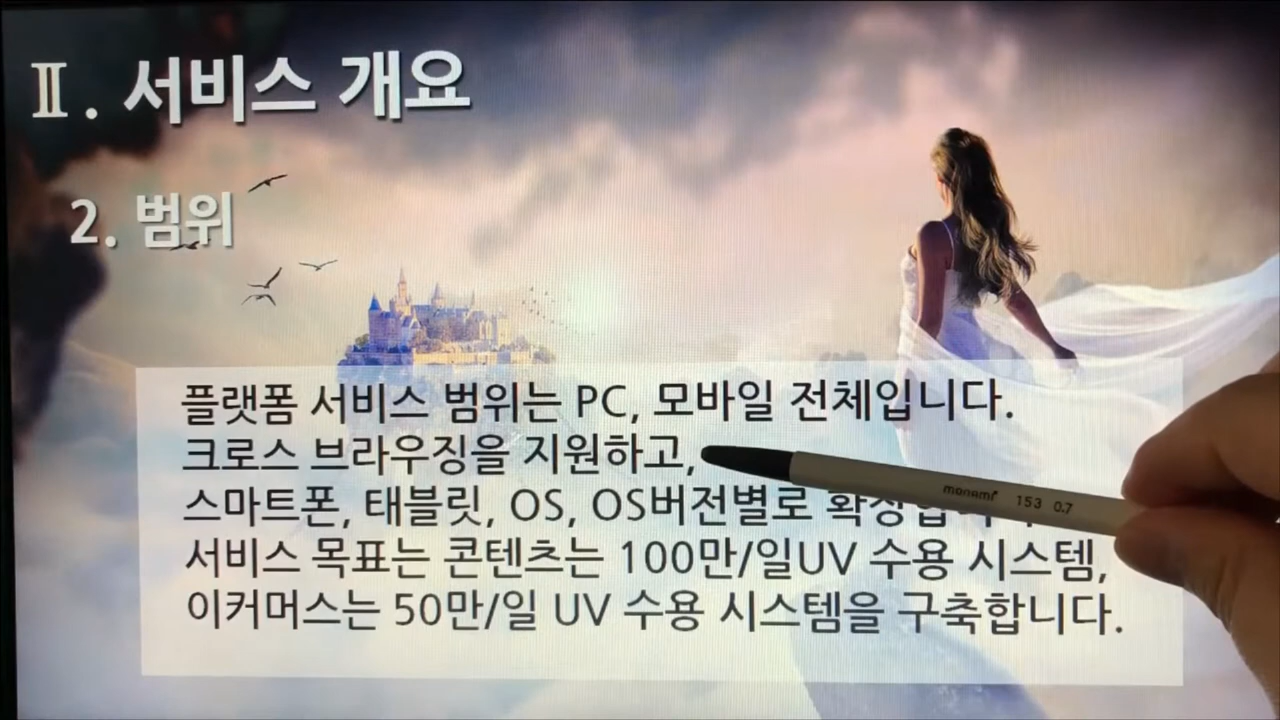 Ⅱ. 서비스 개요
2. 범위
플랫폼 서비스 범위는 PC, 모바일 전체입니다.
크로스 브라우징을 지원하고,
스마트폰, 태블릿, OS, OS버전별로
서비스 목표는 콘텐츠는 100만/일UV 수용 시스템,
이커머스는 50만/일 UV 수용 시스템을 구축합니다.
monami 153 0.7